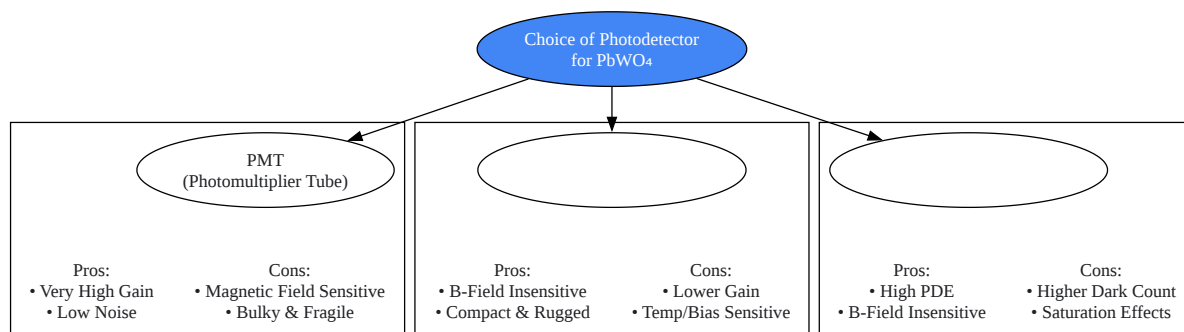 Choice of Photodetector
for PbWO₄
PMT
(Photomultiplier Tube)
Pros:
• Very High Gain
• Low Noise
Cons:
• Magnetic Field Sensitive
• Bulky & Fragile
Pros:
• B-Field Insensitive
• Compact & Rugged
Cons:
• Lower Gain
• Temp/Bias Sensitive
Pros:
• High PDE
• B-Field Insensitive
Cons:
• Higher Dark Count
• Saturation Effects